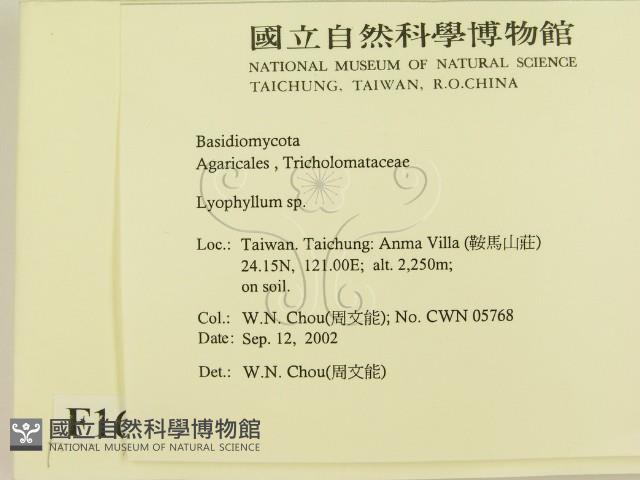 國立自然科學博物館
NATIONAL MUSEUM OF NATURAL SCIENCE
TAICHUNG, TAIWAN, R.O.CHINA
Basidiomycota
Agaricales , Tricholomataceae
Lyophyllum sp.
Loc.: Taiwan. Taichung: Anma Villa (鞍馬山莊)
24.15N, 121.00E; alt. 2,250m;
on soil.
Col.: W.N. Chou(周文能); No. CWN 05768
Date: Sep. 12, 2002
Det.: W.N. Chou(周文能)
國立自然科學博物館
NATIONAL MUSEUM OF NATURAL SCIENCE